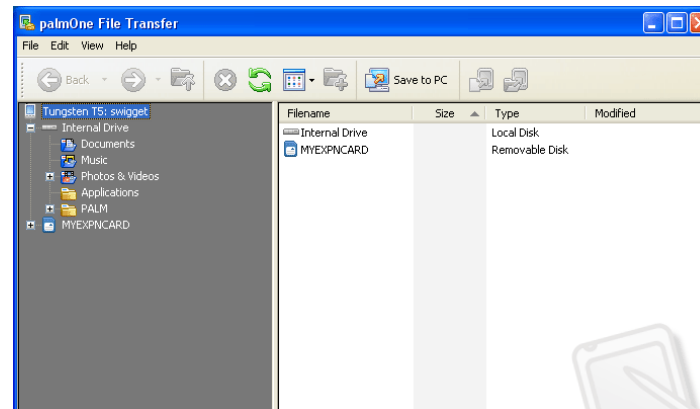 palmOne File Transfer
File Edit View Help
Back Save to PC
Tungsten T5: swigget
Internal Drive
Documents
Music
Photos & Videos
Applications
PALM
MYEXPNCARD
Filename Size Type Modified
Internal Drive Local Disk
MYEXPNCARD Removable Disk